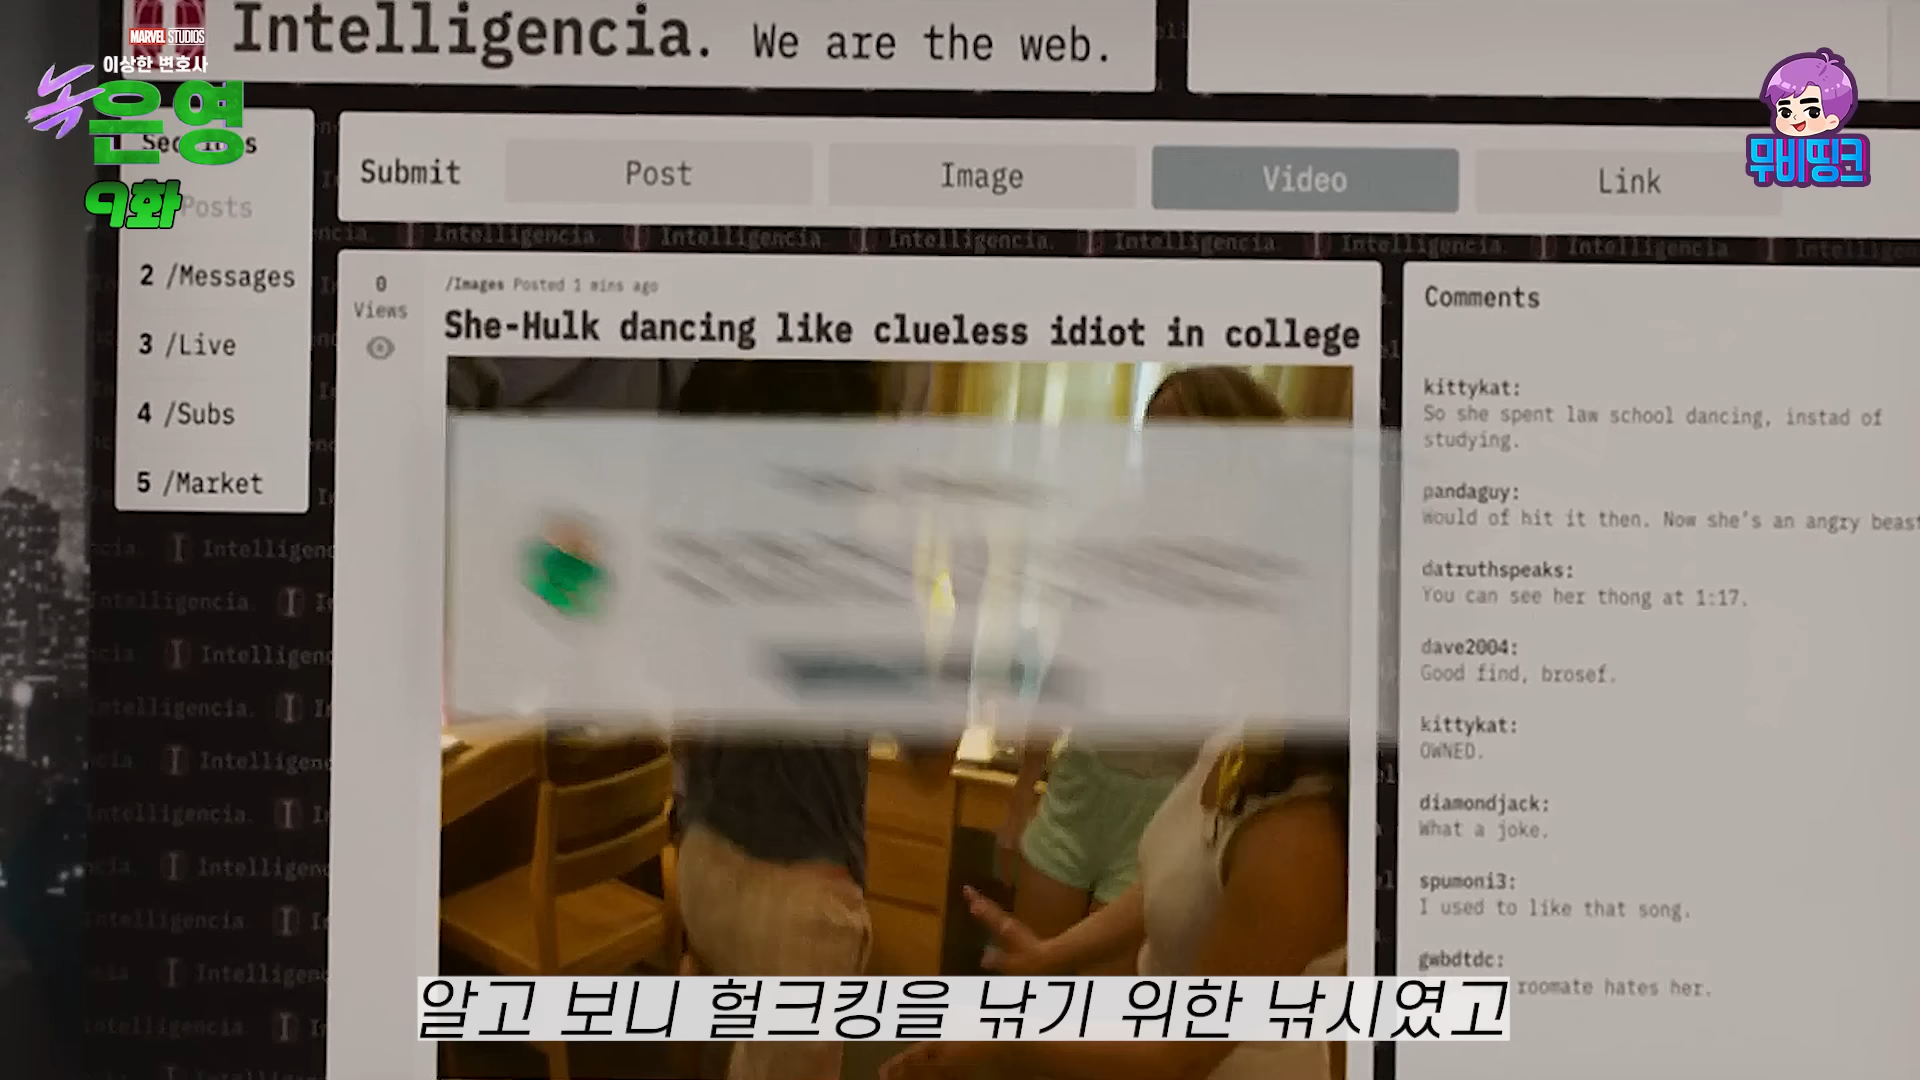 MARVEL STUDIOS
이상한 변호사
녹은영
9화
무비띵크
Intelligencia. We are the web.
Posts
2 /Messages
3 /Live
4 /Subs
5 /Market
Submit Post Image Video Link
0
Views
/Images Posted 1 mins ago
She-Hulk dancing like clueless idiot in college
Comments
kittykat:
So she spent law school dancing, instad of
studying.
pandaguy:
Would of hit it then. Now she's an angry beast
datruthspeaks:
You can see her thong at 1:17.
dave2004:
Good find, brosef.
kittykat:
OWNED.
diamondjack:
What a joke.
spumoni3:
I used to like that song.
gwbdtdc:
roomate hates her.
알고 보니 헐크킹을 낚기 위한 낚시였고